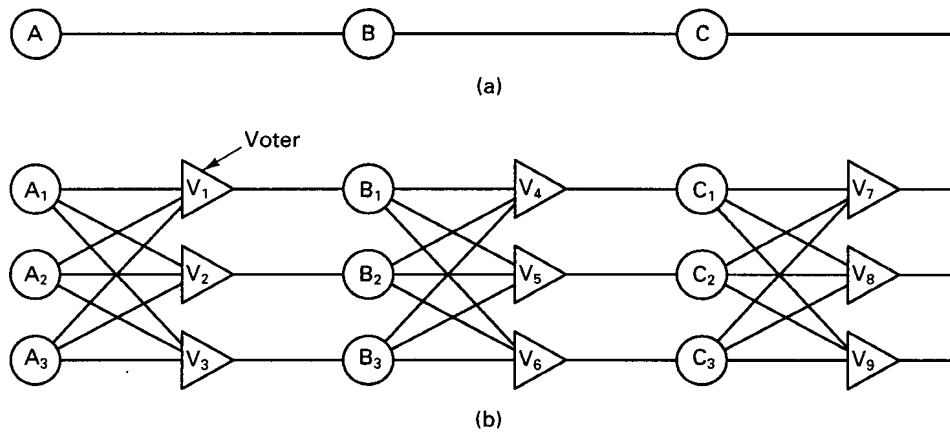 A B C
(a)
Voter
A1 V1 B1 V4 C1 V7
A2 V2 B2 V5 C2 V8
A3 V3 B3 V6 C3 V9
(b)